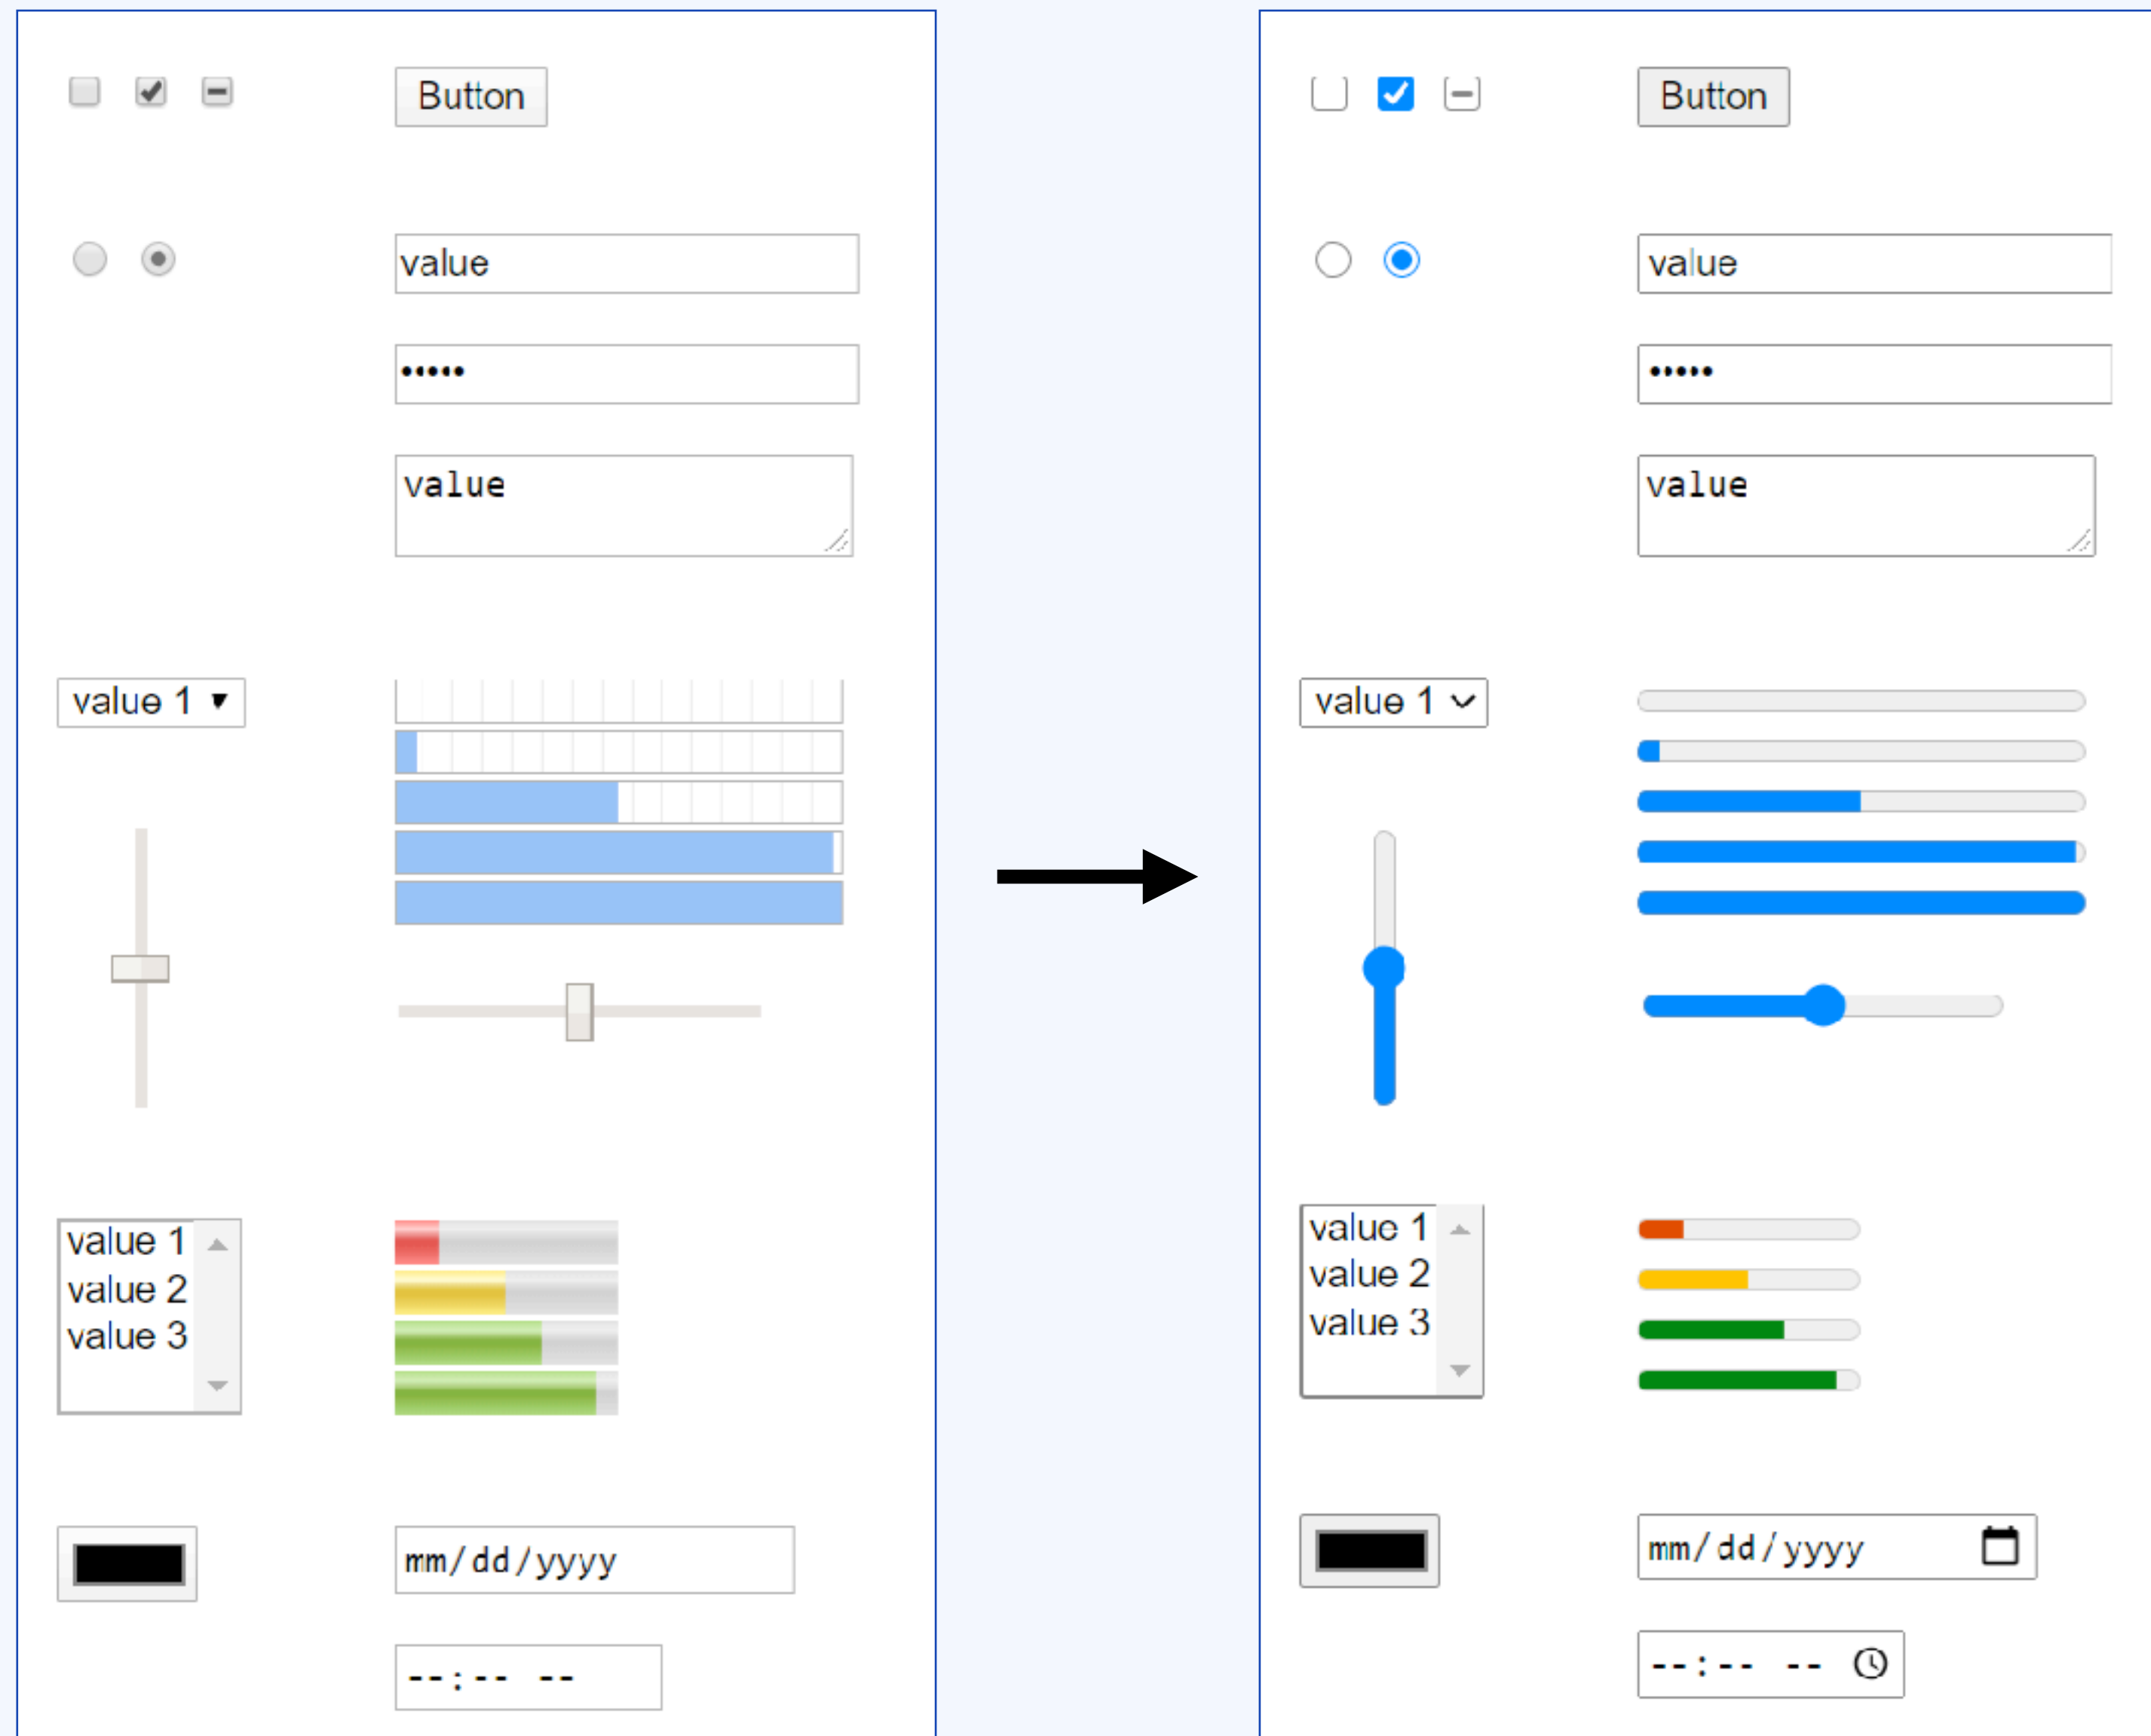 Button
value
•••••
value
value 1
value 1
value 2
value 3
mm/dd/yyyy
--:-- --
Button
value
•••••
value
value 1
value 1
value 2
value 3
mm/dd/yyyy
--:-- --